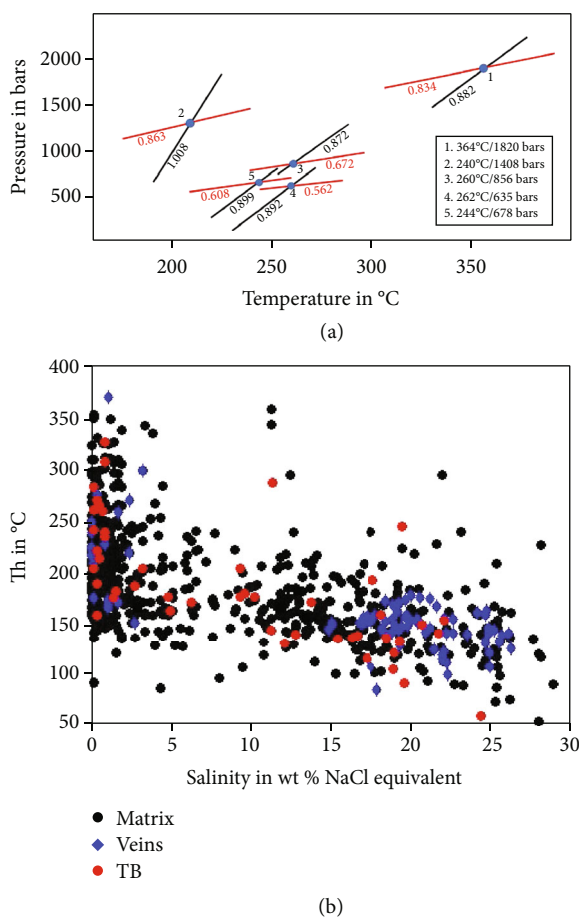 (a)
Pressure in bars
2000
1500
1000
500
2
0.863
1.008
0.834
1
0.882
0.872
3
0.672
5
0.608
0.899
0.892
4
0.562
1. 364°C/1820 bars
2. 240°C/1408 bars
3. 260°C/856 bars
4. 262°C/635 bars
5. 244°C/678 bars
200
250
300
350
Temperature in °C
(a)
400
350
300
250
200
150
100
50
Th in °C
0
5
10
15
20
25
30
Salinity in wt % NaCl equivalent
Matrix
Veins
TB
(b)